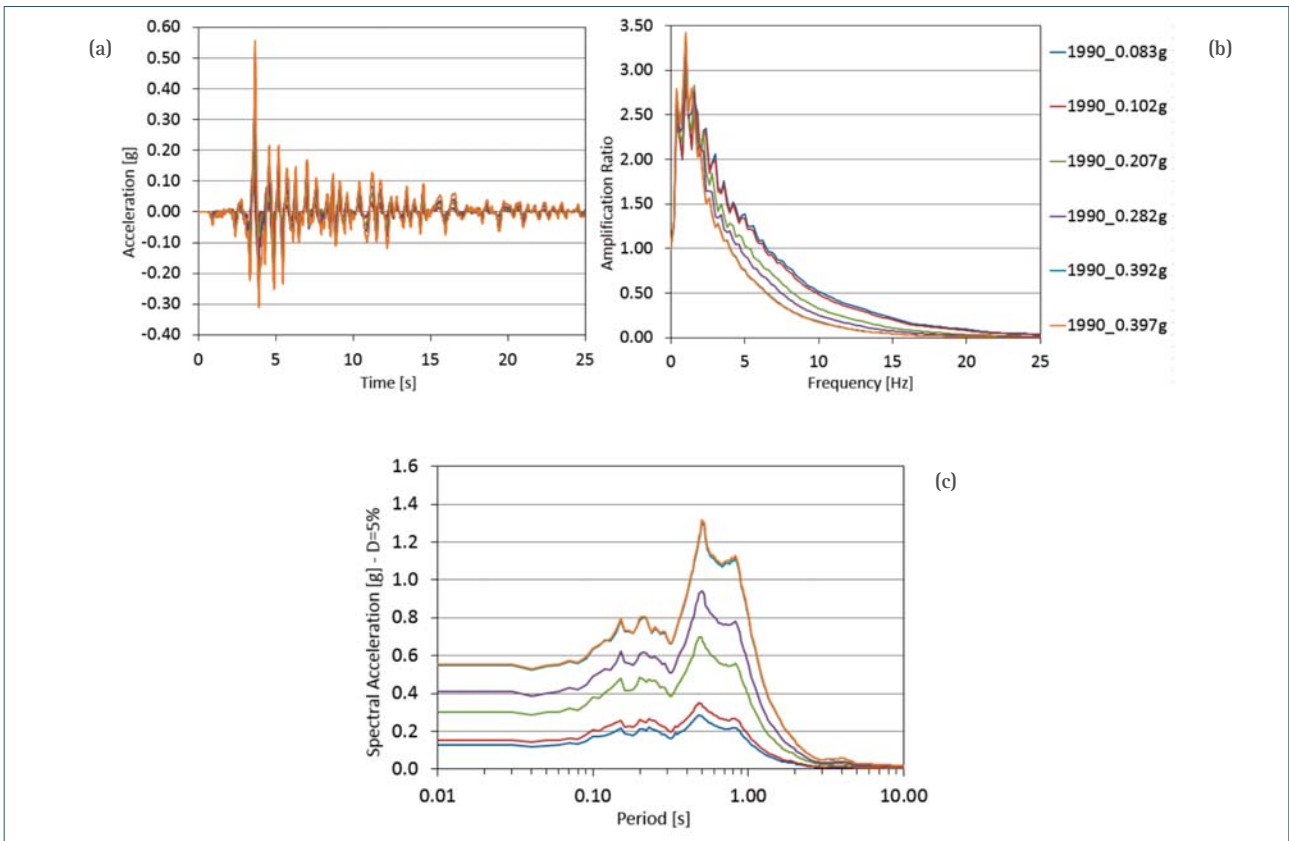 (a)
Acceleration [g]
0.60
0.50
0.40
0.30
0.20
0.10
0.00
-0.10
-0.20
-0.30
-0.40
0 5 10 15 20 25
Time [s]
(b)
Amplification Ratio
3.50
3.00
2.50
2.00
1.50
1.00
0.50
0.00
0 5 10 15 20 25
Frequency [Hz]
1990_0.083g
1990_0.102g
1990_0.207g
1990_0.282g
1990_0.392g
1990_0.397g
(c)
Spectral Acceleration [g] - D=5%
1.6
1.4
1.2
1.0
0.8
0.6
0.4
0.2
0.0
0.01 0.10 1.00 10.00
Period [s]